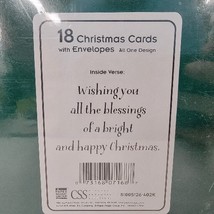 18 Christmas Cards
with Envelopes All One Design
Inside Verse:
Wishing you
all the blessings
of a bright
and happy Christmas.
CSS